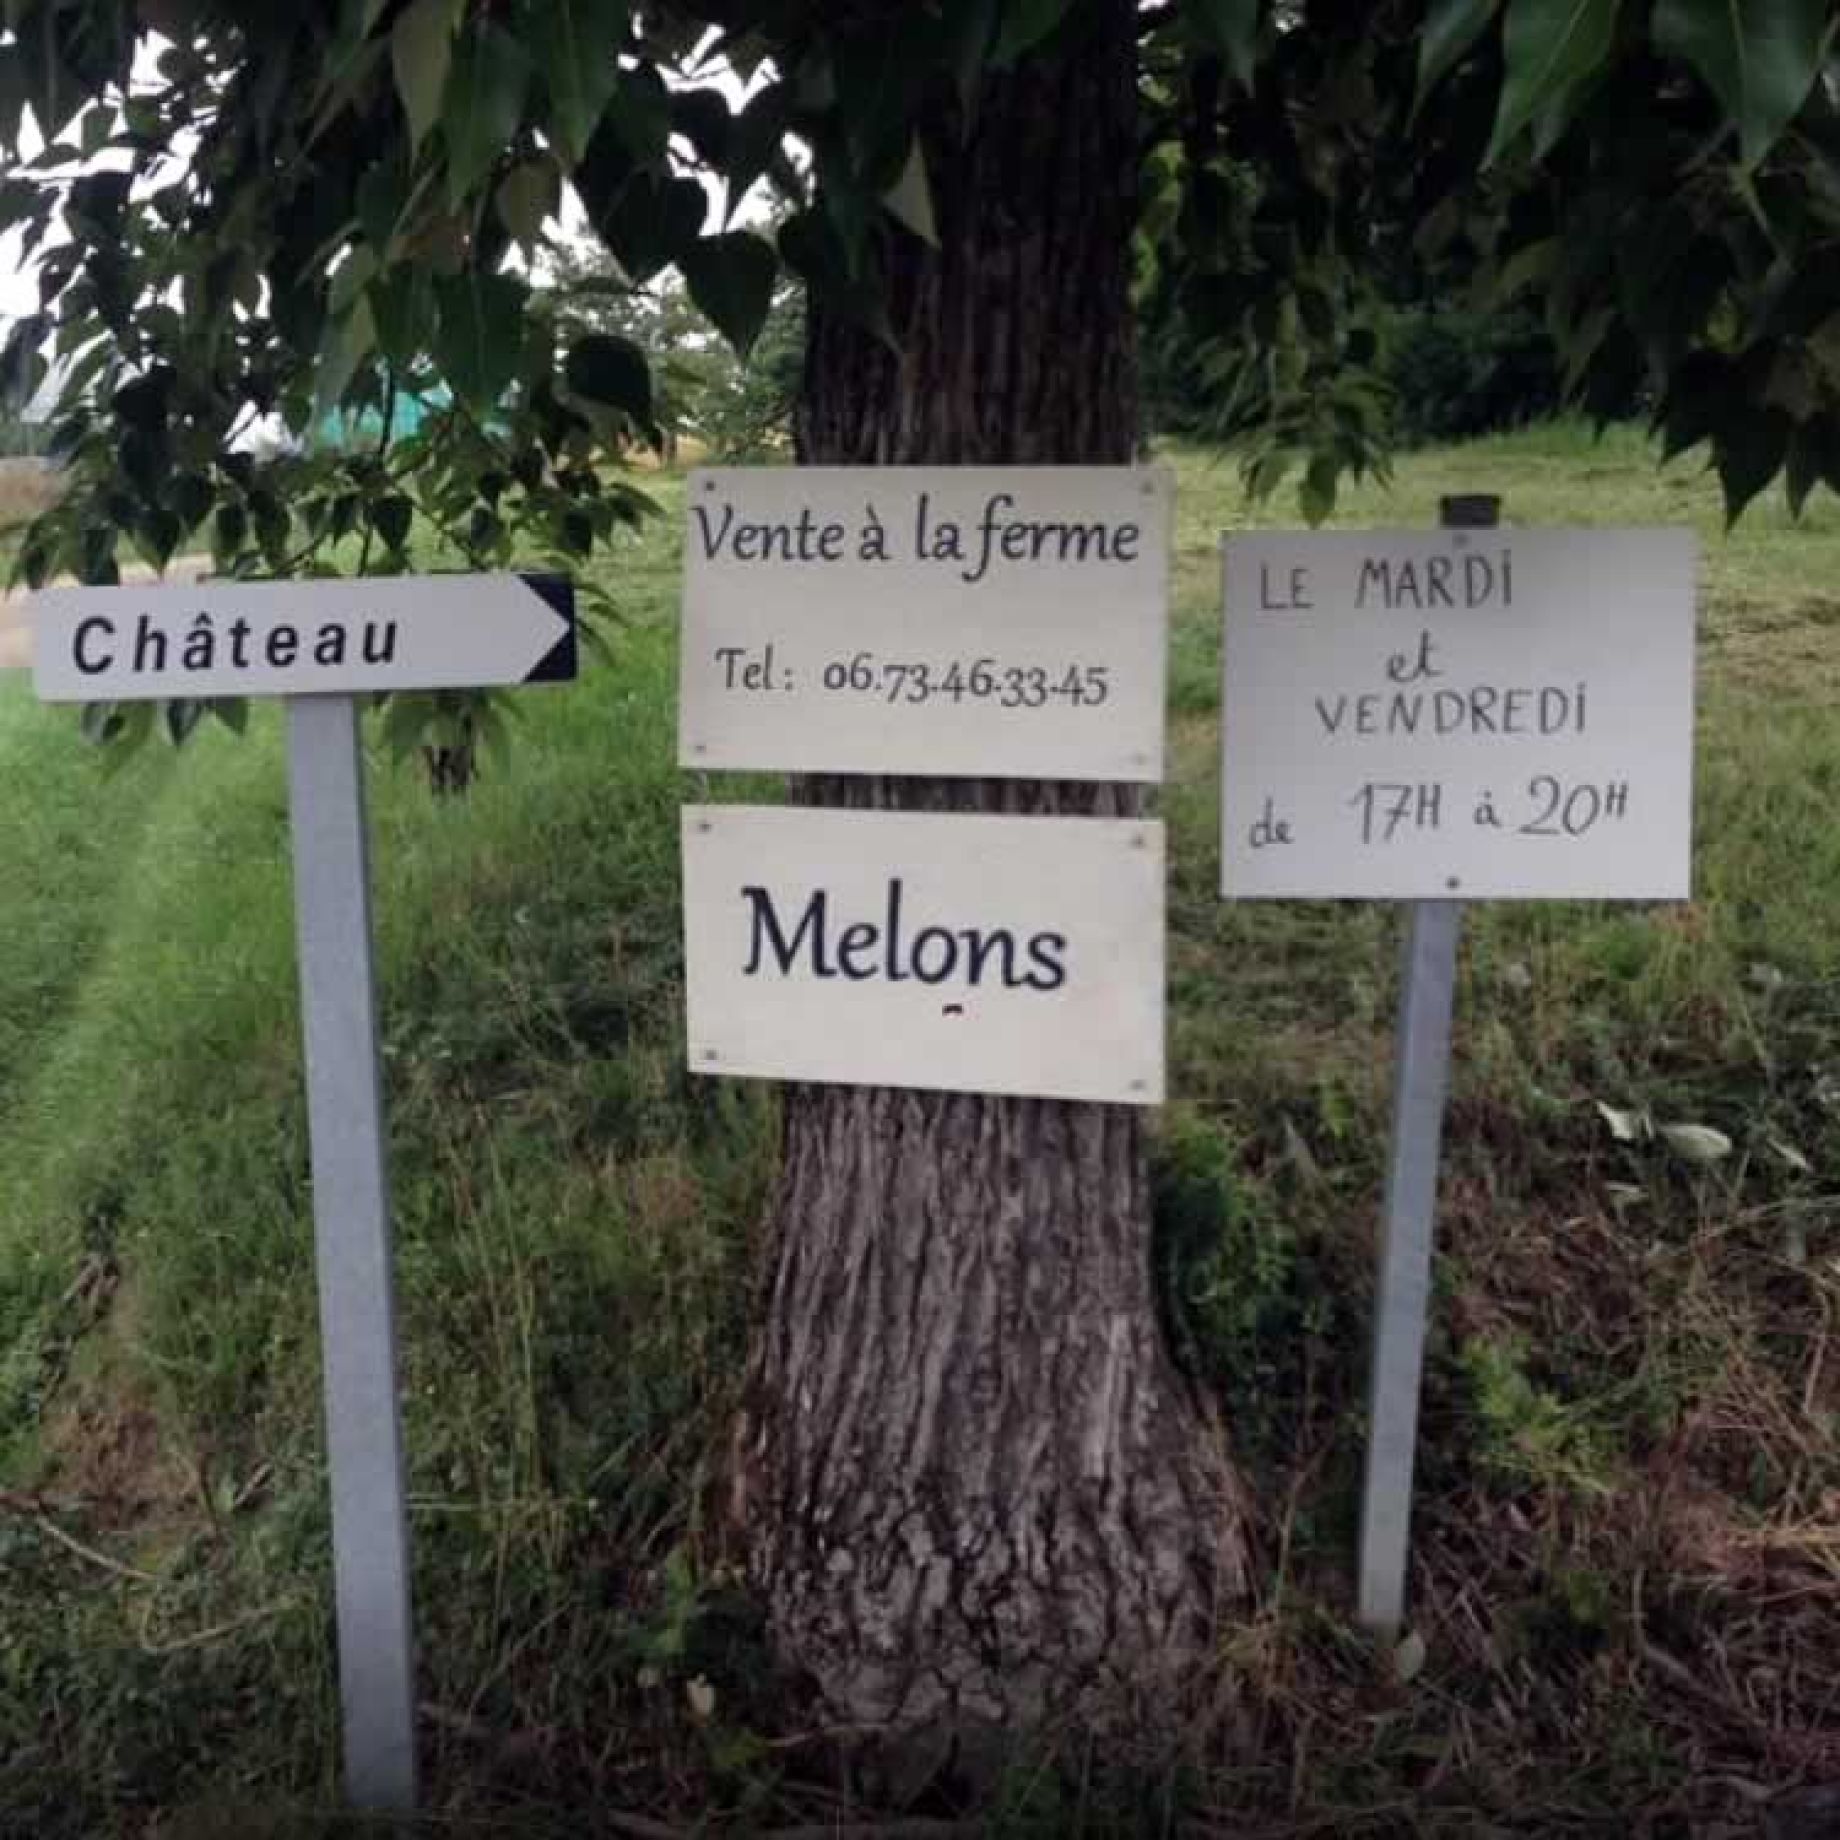 Château
Vente à la ferme
Tel: 06.73.46.33.45
Melons
LE MARDI
et
VENDREDI
de 17H à 20H